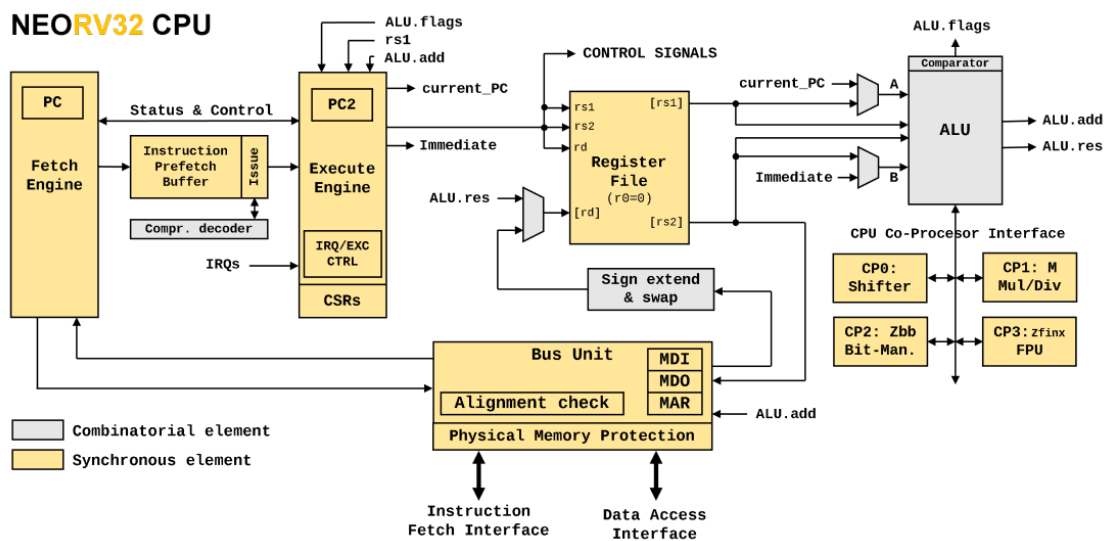 NEORV32 CPU
ALU.flags
rs1
ALU.add
CONTROL SIGNALS
ALU.flags
PC
Status & Control
PC2
current_PC
rs1
[rs1]
current_PC
A
Comparator
ALU
ALU.add
ALU.res
Fetch
Engine
Instruction
Prefetch
Buffer
Issue
Execute
Engine
Immediate
rs2
rd
Register
File
(r0=0)
Immediate
B
Compr. decoder
ALU.res
[rd]
[rs2]
IRQs
IRQ/EXC
CTRL
CSRs
CPU Co-Procesor Interface
Sign extend
& swap
CP0:
Shifter
CP1: M
Mul/Div
CP2: Zbb
Bit-Man.
CP3:Zfinx
FPU
Bus Unit
MDI
MDO
MAR
Alignment check
ALU.add
Physical Memory Protection
Combinatorial element
Synchronous element
Instruction
Fetch Interface
Data Access
Interface